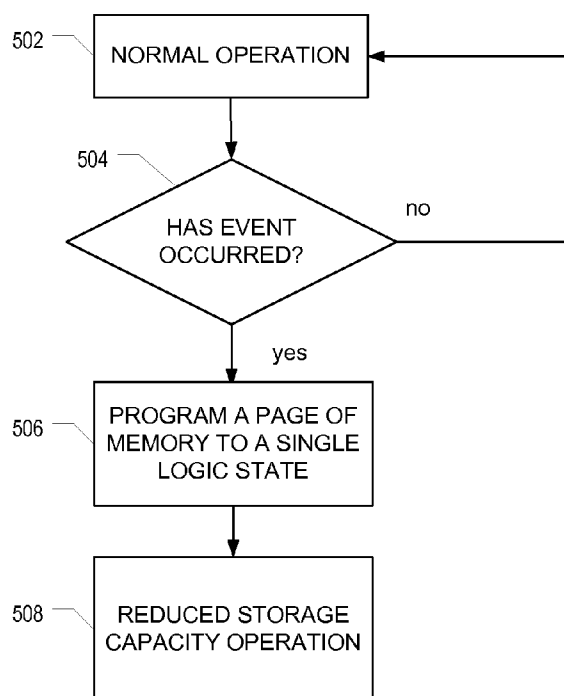 502
NORMAL OPERATION
504
HAS EVENT
OCCURRED?
no
yes
506
PROGRAM A PAGE OF
MEMORY TO A SINGLE
LOGIC STATE
508
REDUCED STORAGE
CAPACITY OPERATION